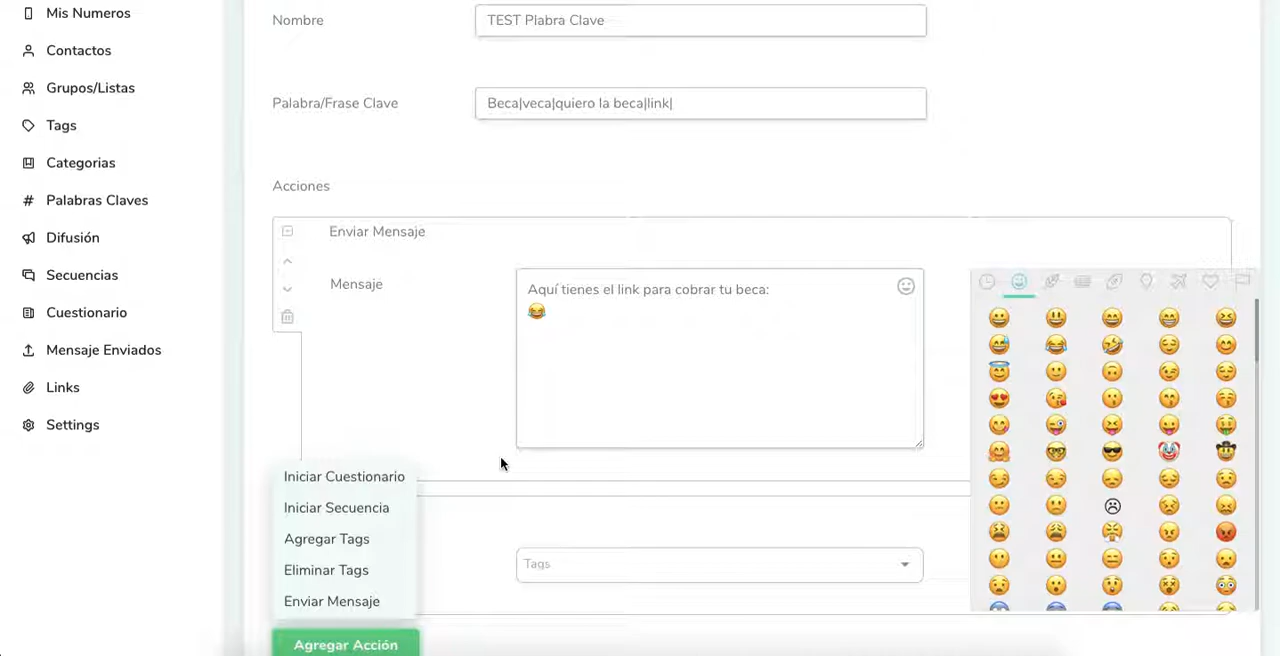 Mis Numeros
Contactos
Grupos/Listas
Tags
Categorias
Palabras Claves
Difusión
Secuencias
Cuestionario
Mensaje Enviados
Links
Settings
Nombre
TEST Plabra Clave
Palabra/Frase Clave
Beca|veca|quiero la beca|link|
Acciones
Enviar Mensaje
Mensaje
Aquí tienes el link para cobrar tu beca:
😂
Iniciar Cuestionario
Iniciar Secuencia
Agregar Tags
Eliminar Tags
Enviar Mensaje
Tags
Agregar Acción